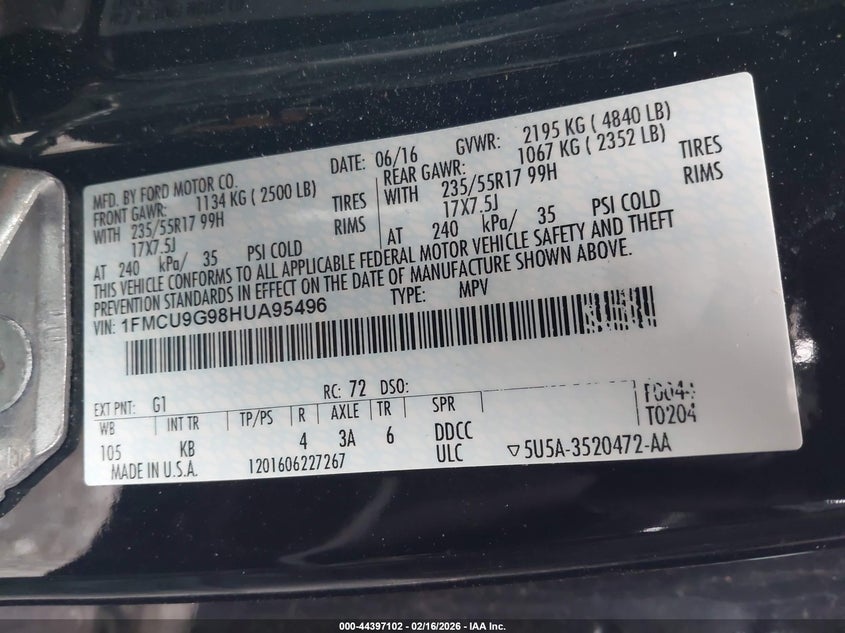 MFD. BY FORD MOTOR CO. DATE: 06/16 GVWR: 2195 KG ( 4840 LB)
FRONT GAWR: 1134 KG ( 2500 LB) REAR GAWR: 1067 KG ( 2352 LB)
WITH 235/55R17 99H TIRES WITH 235/55R17 99H TIRES
17X7.5J RIMS 17X7.5J RIMS
AT 240 kPa/ 35 PSI COLD AT 240 kPa/ 35 PSI COLD
THIS VEHICLE CONFORMS TO ALL APPLICABLE FEDERAL MOTOR VEHICLE SAFETY AND THEFT
PREVENTION STANDARDS IN EFFECT ON THE DATE OF MANUFACTURE SHOWN ABOVE.
VIN: 1FMCU9G98HUA95496 TYPE: MPV
EXT PNT: G1 RC: 72 DSO: F0044
WB INT TR TP/PS R AXLE TR SPR T0204
105 KB 4 3A 6 DDCC
MADE IN U.S.A. 1201606227267 ULC ▽5U5A-3520472-AA
000-44397102 - 02/16/2026 - IAA Inc.